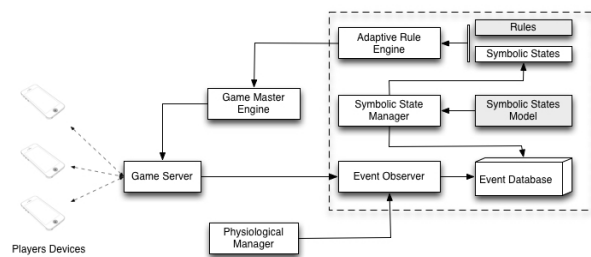 Rules
Adaptive Rule
Engine
Symbolic States
Game Master
Engine
Symbolic State
Manager
Symbolic States
Model
Game Server
Event Observer
Event Database
Players Devices
Physiological
Manager